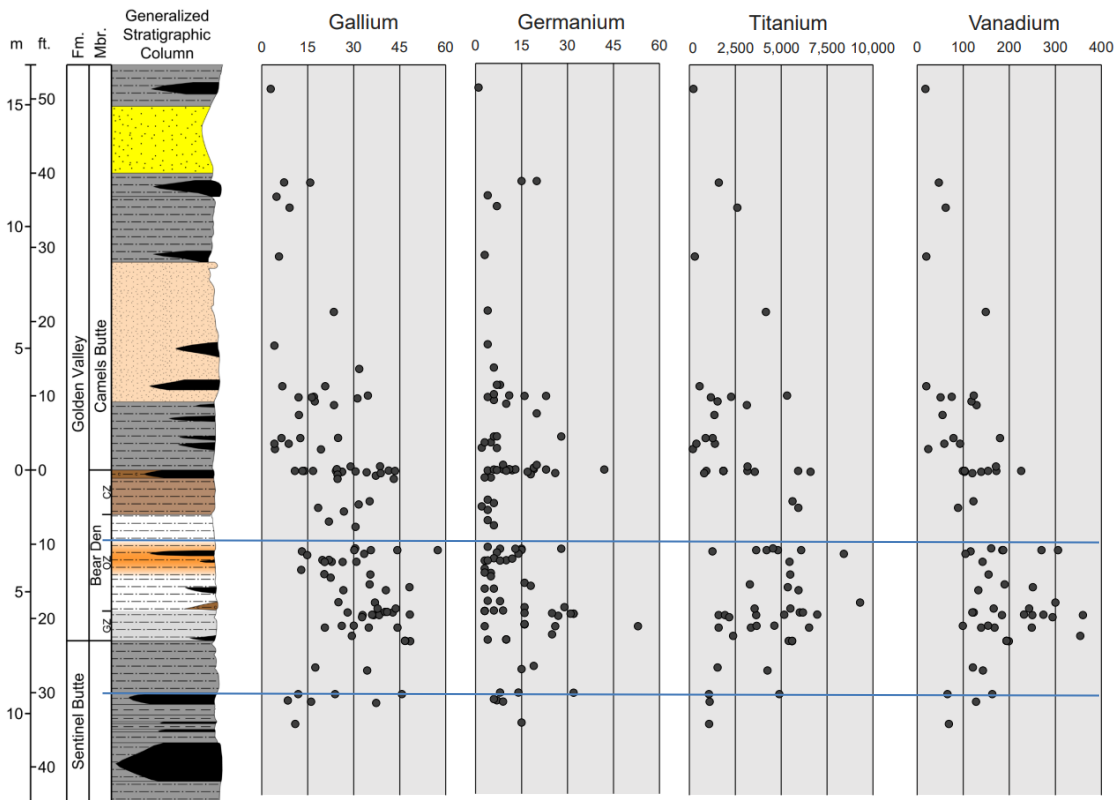 Generalized
Stratigraphic
Column
m ft. Fm. Mbr.
Gallium Germanium Titanium Vanadium
0 15 30 45 60 0 15 30 45 60 0 2,500 5,000 7,500 10,000 0 100 200 300 400
50
15
40
10
30
20
5
10
0 0
10
5
20
30
10
40
Golden Valley
Camels Butte
Bear Den
CZ
ZO
GZ
Sentinel Butte